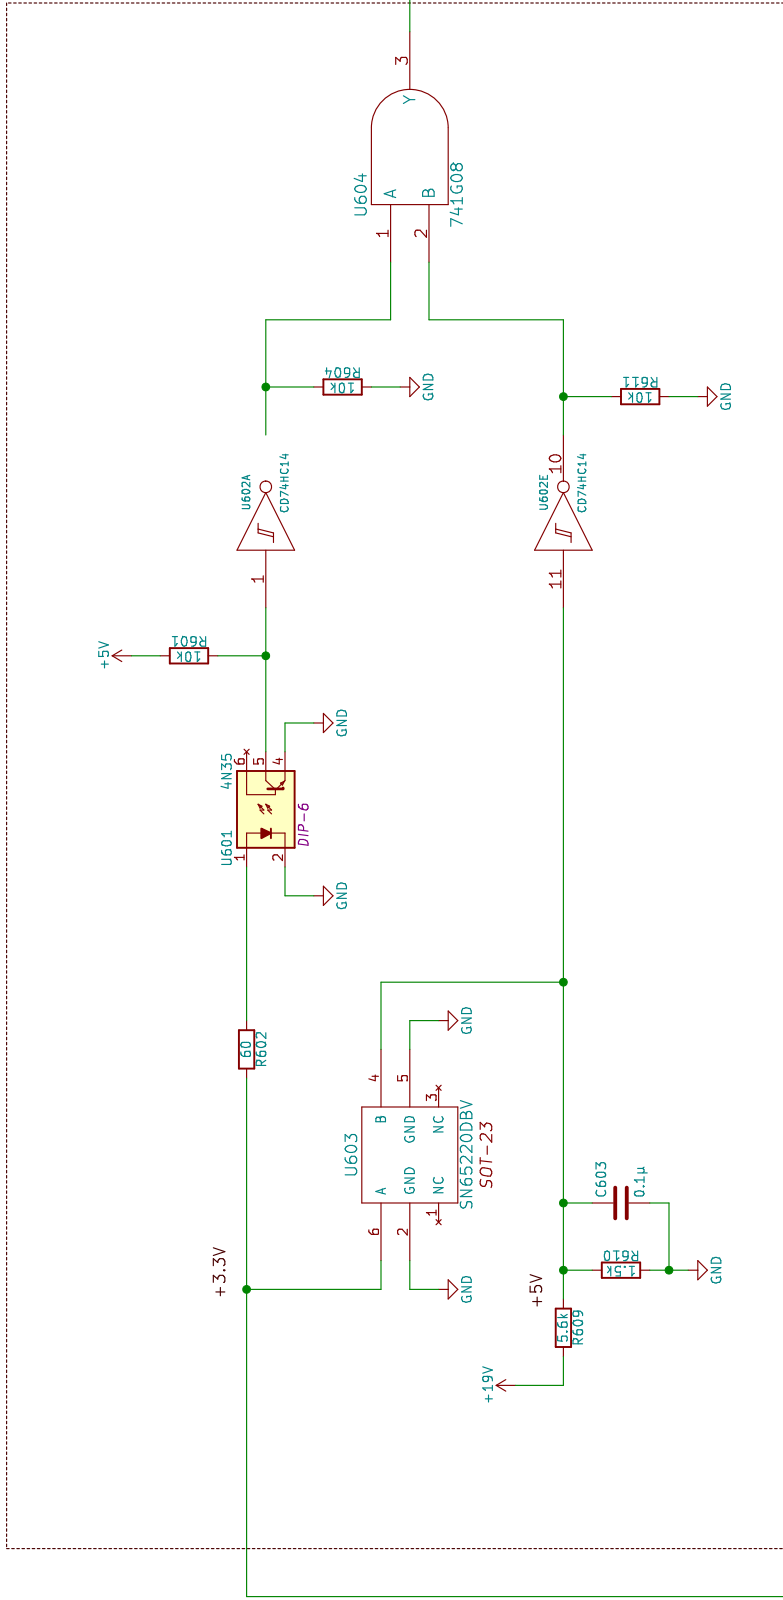 3
Y
U604
A
B
741G08
1
2
R604
10k
GND
R611
10k
GND
U602A
CD74HC14
1
10
U602E
CD74HC14
11
+5V
R601
10k
GND
4N35
6
5
4
U601
DIP-6
1
2
GND
60
R602
GND
4
5
3
B
GND
NC
U603
SN65220DBV
SOT-23
A
GND
NC
6
2
1
GND
+3.3V
C603
0.1µ
R610
1.5k
GND
+5V
5.6k
R609
+19V